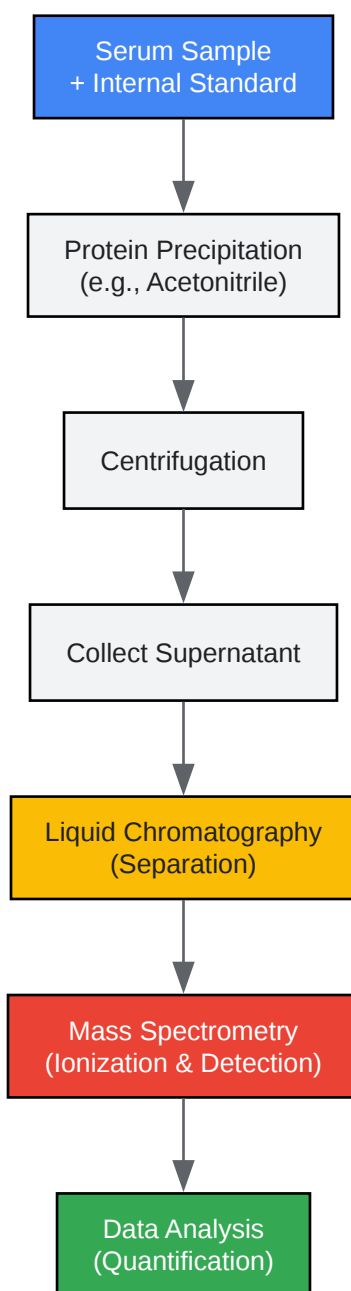 Serum Sample
+ Internal Standard
Protein Precipitation
(e.g., Acetonitrile)
Centrifugation
Collect Supernatant
Liquid Chromatography
(Separation)
Mass Spectrometry
(Ionization & Detection)
Data Analysis
(Quantification)